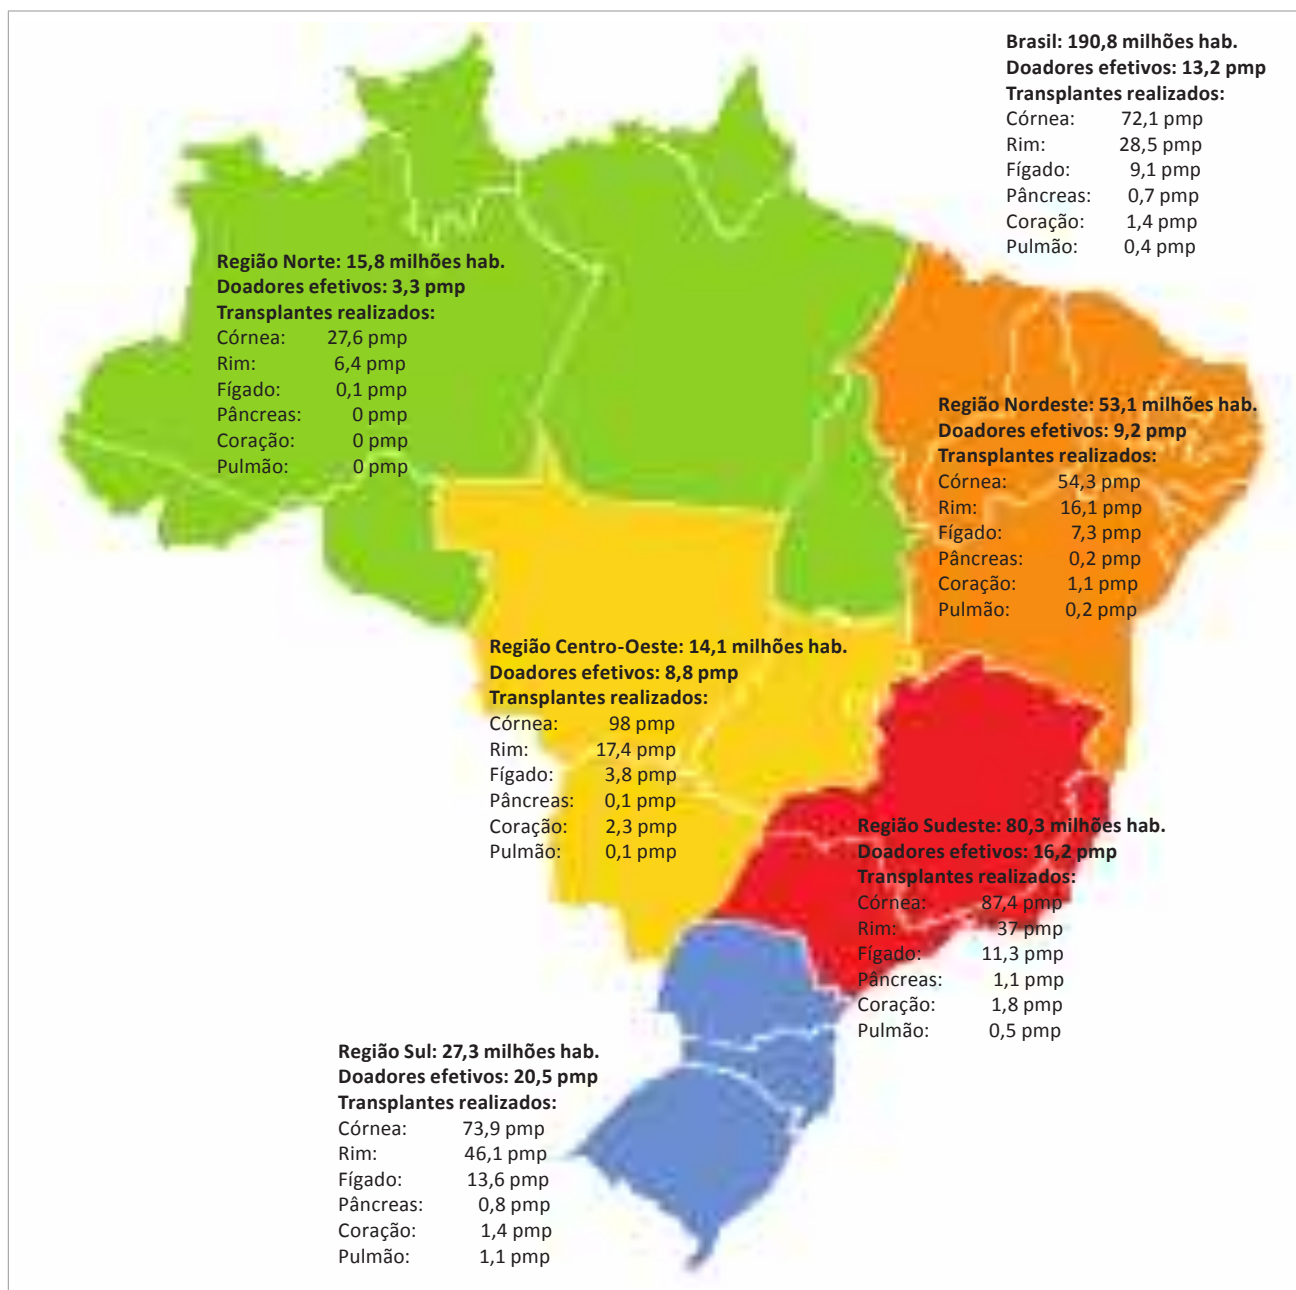 Brasil: 190,8 milhões hab.
Doadores efetivos: 13,2 pmp
Transplantes realizados:
Córnea: 72,1 pmp
Rim: 28,5 pmp
Fígado: 9,1 pmp
Pâncreas: 0,7 pmp
Coração: 1,4 pmp
Pulmão: 0,4 pmp
Região Norte: 15,8 milhões hab.
Doadores efetivos: 3,3 pmp
Transplantes realizados:
Córnea: 27,6 pmp
Rim: 6,4 pmp
Fígado: 0,1 pmp
Pâncreas: 0 pmp
Coração: 0 pmp
Pulmão: 0 pmp
Região Nordeste: 53,1 milhões hab.
Doadores efetivos: 9,2 pmp
Transplantes realizados:
Córnea: 54,3 pmp
Rim: 16,1 pmp
Fígado: 7,3 pmp
Pâncreas: 0,2 pmp
Coração: 1,1 pmp
Pulmão: 0,2 pmp
Região Centro-Oeste: 14,1 milhões hab.
Doadores efetivos: 8,8 pmp
Transplantes realizados:
Córnea: 98 pmp
Rim: 17,4 pmp
Fígado: 3,8 pmp
Pâncreas: 0,1 pmp
Coração: 2,3 pmp
Pulmão: 0,1 pmp
Região Sudeste: 80,3 milhões hab.
Doadores efetivos: 16,2 pmp
Transplantes realizados:
Córnea: 87,4 pmp
Rim: 37 pmp
Fígado: 11,3 pmp
Pâncreas: 1,1 pmp
Coração: 1,8 pmp
Pulmão: 0,5 pmp
Região Sul: 27,3 milhões hab.
Doadores efetivos: 20,5 pmp
Transplantes realizados:
Córnea: 73,9 pmp
Rim: 46,1 pmp
Fígado: 13,6 pmp
Pâncreas: 0,8 pmp
Coração: 1,4 pmp
Pulmão: 1,1 pmp